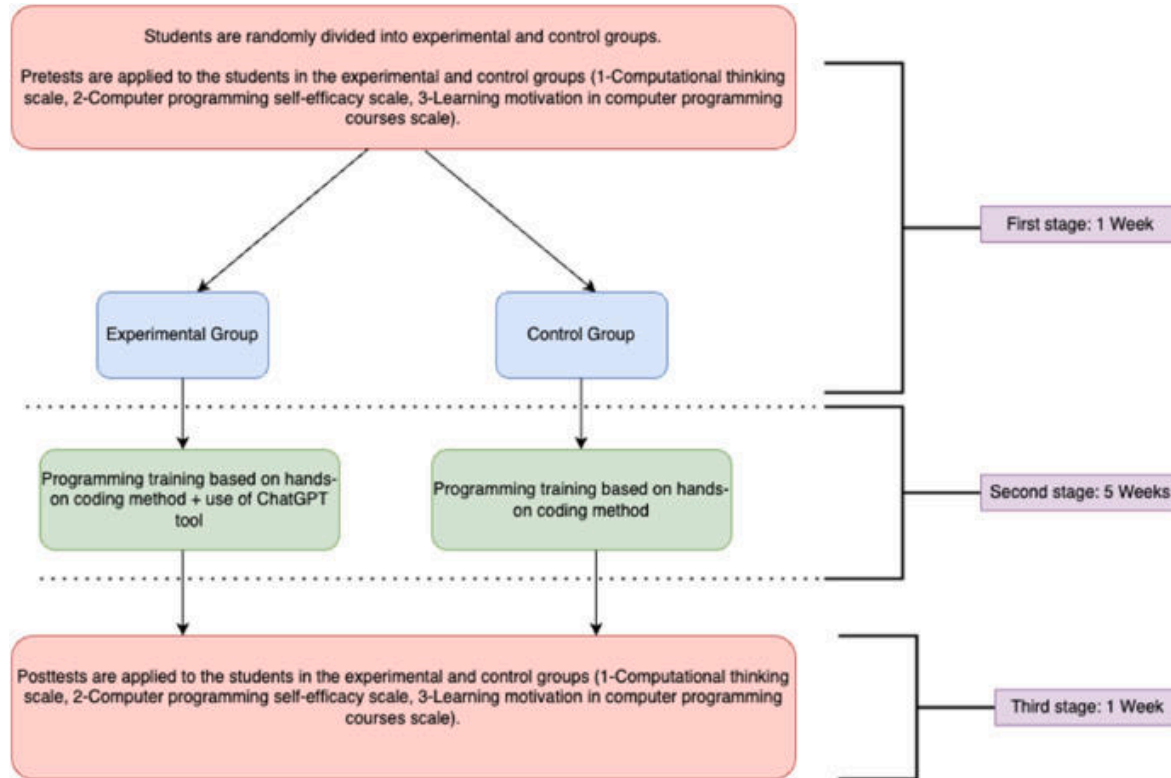 Students are randomly divided into experimental and control groups.
Pretests are applied to the students in the experimental and control groups (1-Computational thinking
scale, 2-Computer programming self-efficacy scale, 3-Learning motivation in computer programming
courses scale).
First stage: 1 Week
Experimental Group
Control Group
Programming training based on hands-
on coding method + use of ChatGPT
tool
Programming training based on hands-
on coding method
Second stage: 5 Weeks
Posttests are applied to the students in the experimental and control groups (1-Computational thinking
scale, 2-Computer programming self-efficacy scale, 3-Learning motivation in computer programming
courses scale).
Third stage: 1 Week